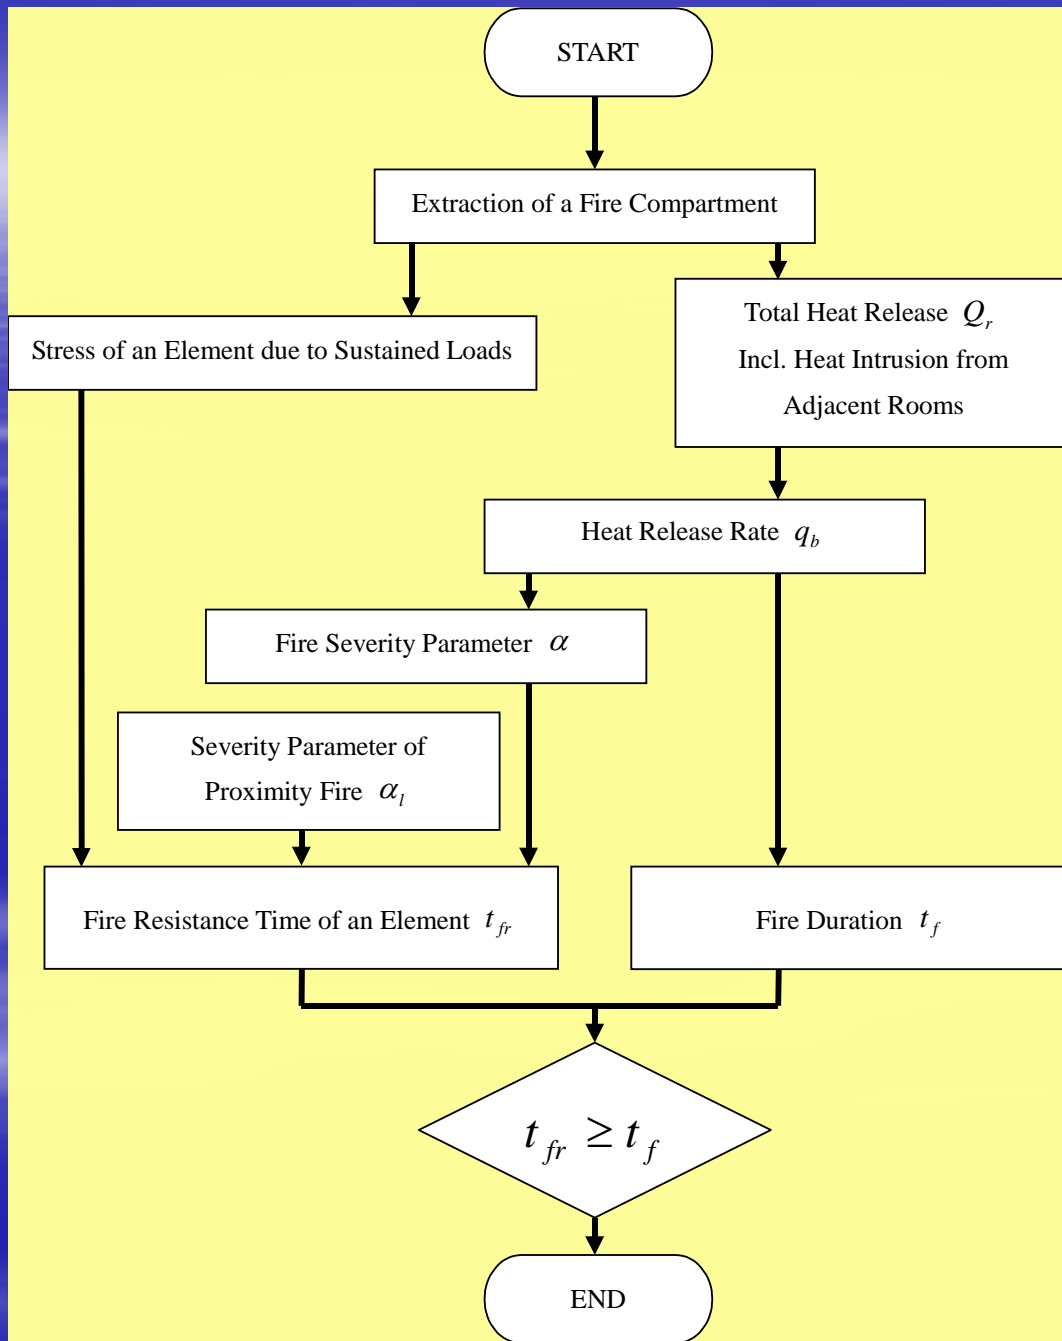 START
Extraction of a Fire Compartment
Stress of an Element due to Sustained Loads
Total Heat Release Q_r
Incl. Heat Intrusion from
Adjacent Rooms
Heat Release Rate q_b
Fire Severity Parameter α
Severity Parameter of
Proximity Fire α_l
Fire Resistance Time of an Element t_fr
Fire Duration t_f
t_fr ≥ t_f
END